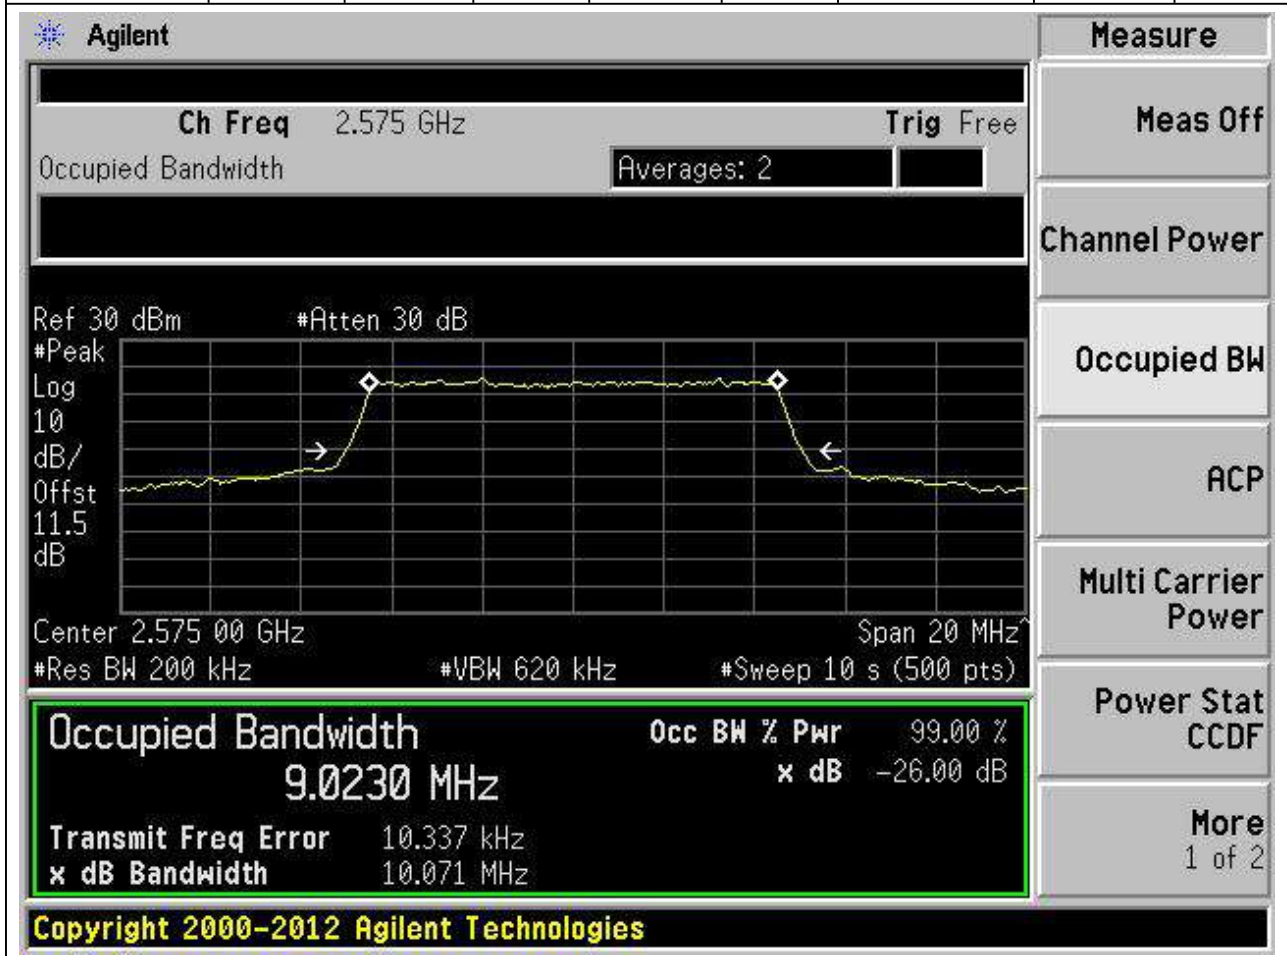 Agilent
Measure
Ch Freq 2.575 GHz Trig Free
Occupied Bandwidth Averages: 2
Meas Off
Channel Power
Occupied BW
ACP
Multi Carrier
Power
Power Stat
CCDF
More
1 of 2
Ref 30 dBm #Atten 30 dB
#Peak
Log
10
dB/
Offst
11.5
dB
Center 2.575 00 GHz Span 20 MHz^
#Res BW 200 kHz #VBW 620 kHz #Sweep 10 s (500 pts)
Occupied Bandwidth Occ BW % Pwr 99.00 %
9.0230 MHz x dB -26.00 dB
Transmit Freq Error 10.337 kHz
x dB Bandwidth 10.071 MHz
Copyright 2000-2012 Agilent Technologies